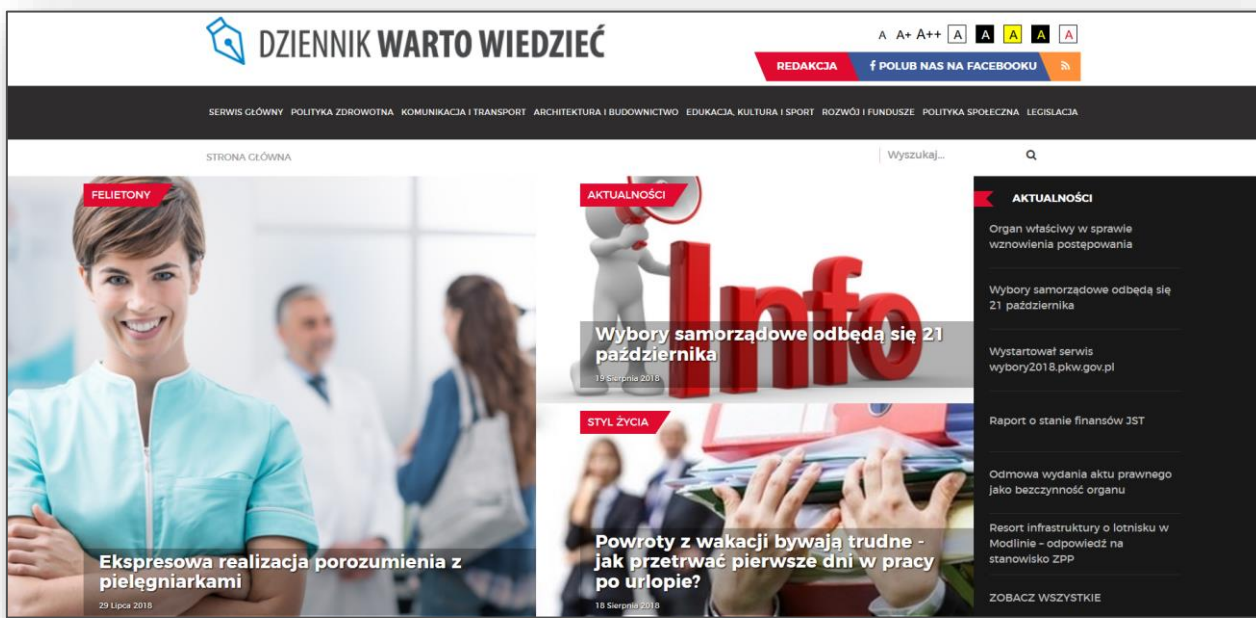 DZIENNIK WARTO WIEDZIEĆ
A A+ A++ A A A A A
REDAKCJA
f POLUB NAS NA FACEBOOKU
SERWIS GŁÓWNY POLITYKA ZDROWOTNA KOMUNIKACJA I TRANSPORT ARCHITEKTURA I BUDOWNICTWO EDUKACJA, KULTURA I SPORT ROZWÓJ I FUNDUSZE POLITYKA SPOŁECZNA LEGISLACJA
STRONA GŁÓWNA
Wyszukaj...
FELIETONY
Ekspresowa realizacja porozumienia z
pielęgniarkami
29 Lipca 2018
AKTUALNOŚCI
Info
Wybory samorządowe odbędą się 21
października
19 Sierpnia 2018
STYL ŻYCIA
Powroty z wakacji bywają trudne -
jak przetrwać pierwsze dni w pracy
po urlopie?
18 Sierpnia 2018
AKTUALNOŚCI
Organ właściwy w sprawie
wznowienia postępowania
Wybory samorządowe odbędą się
21 października
Wystartował serwis
wybory2018.pkw.gov.pl
Raport o stanie finansów JST
Odmowa wydania aktu prawnego
jako bezczynność organu
Resort infrastruktury o lotnisku w
Modlinie – odpowiedź na
stanowisko ZPP
ZOBACZ WSZYSTKIE